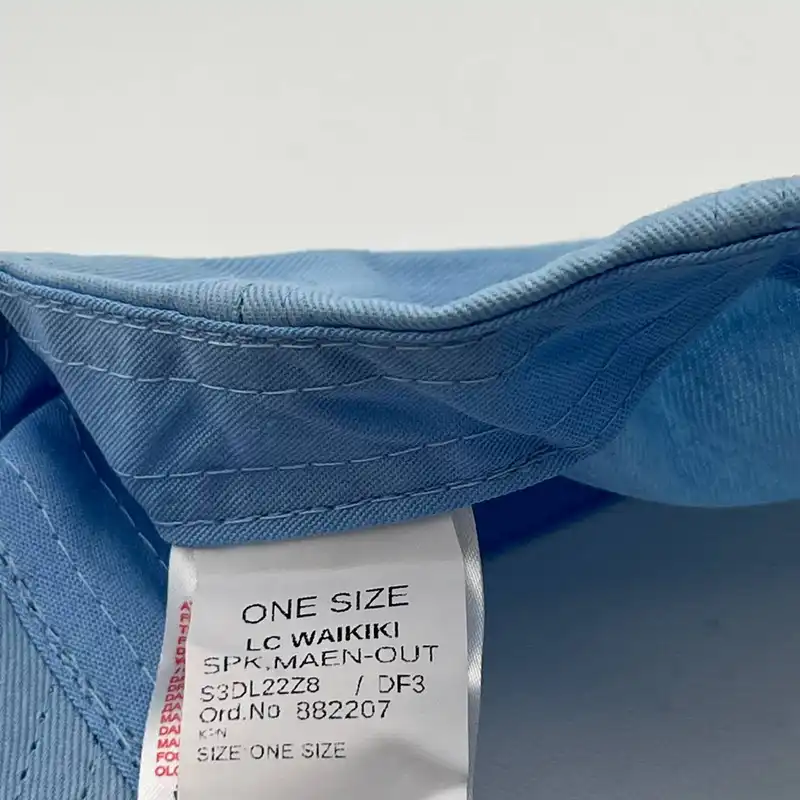 ONE SIZE
LC WAIKIKI
SPK,MAEN-OUT
S3DL22Z8 / DF3
Ord.No 882207
SIZE ONE SIZE